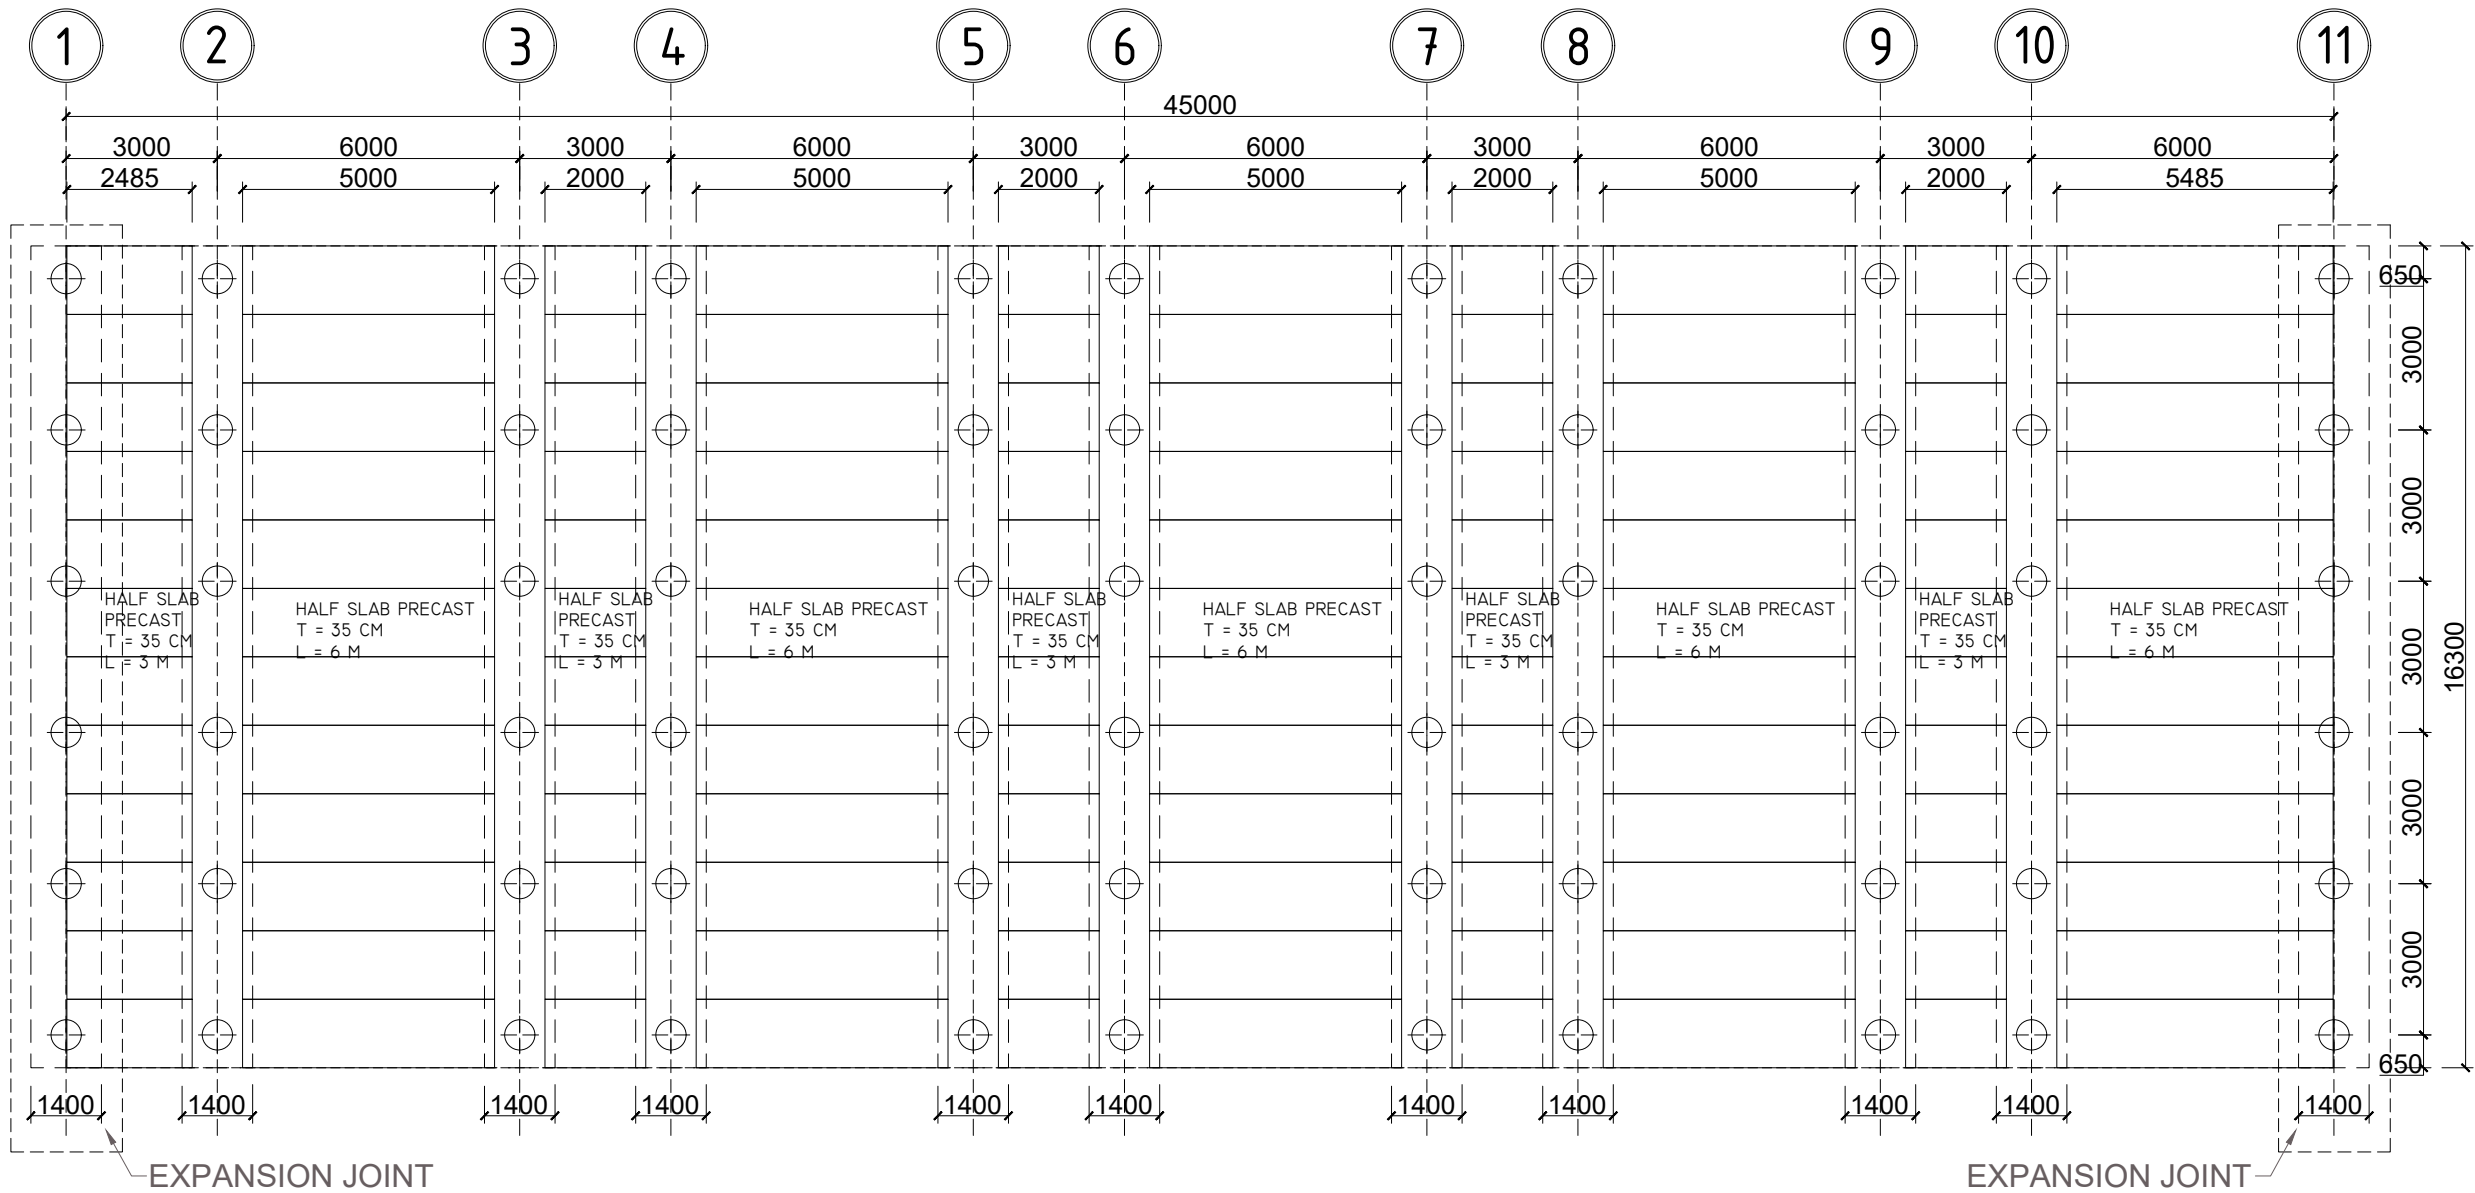 1 2 3 4 5 6 7 8 9 10 11
45000
3000 6000 3000 6000 3000 6000 3000 6000 3000 6000
2485 5000 2000 5000 2000 5000 2000 5000 2000 5485
650
3000
3000
3000
3000
3000
650
16300
HALF SLAB
PRECAST
T = 35 CM
L = 3 M
HALF SLAB PRECAST
T = 35 CM
L = 6 M
HALF SLAB
PRECAST
T = 35 CM
L = 3 M
HALF SLAB PRECAST
T = 35 CM
L = 6 M
HALF SLAB
PRECAST
T = 35 CM
L = 3 M
HALF SLAB PRECAST
T = 35 CM
L = 6 M
HALF SLAB
PRECAST
T = 35 CM
L = 3 M
HALF SLAB PRECAST
T = 35 CM
L = 6 M
HALF SLAB
PRECAST
T = 35 CM
L = 3 M
HALF SLAB PRECAST
T = 35 CM
L = 6 M
1400 1400 1400 1400 1400 1400 1400 1400 1400 1400 1400
EXPANSION JOINT
EXPANSION JOINT